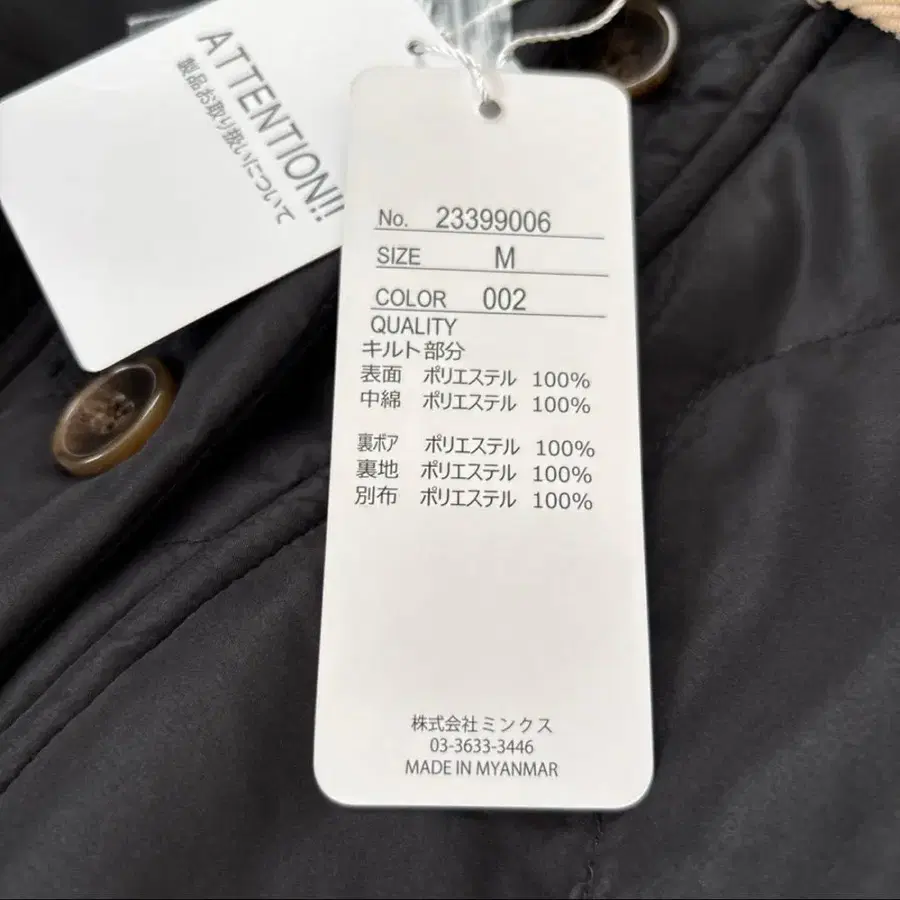 ATTENTION!!
製品お取り扱いについて
No. 23399006
SIZE M
COLOR 002
QUALITY
キルト部分
表面 ポリエステル 100%
中綿 ポリエステル 100%
裏ボア ポリエステル 100%
裏地 ポリエステル 100%
別布 ポリエステル 100%
株式会社ミンクス
03-3633-3446
MADE IN MYANMAR